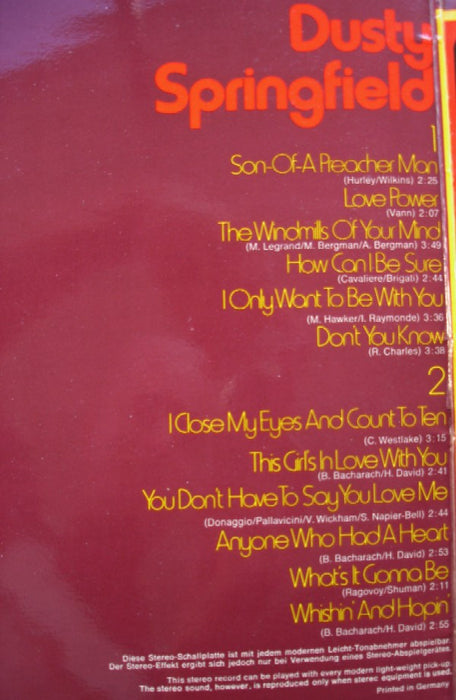 Dusty
Springfield
1
Son-Of-A Preacher Man
(Hurley/Wilkins) 2:25
Love Power
(Vann) 2:07
The Windmills Of Your Mind
(M. Legrand/M. Bergman/A. Bergman) 3:49
How Can I Be Sure
(Cavaliere/Brigati) 2:44
I Only Want To Be With You
(M. Hawker/I. Raymonde) 3:36
Don't You Know
(R. Charles) 3:38
2
I Close My Eyes And Count To Ten
(C. Westlake) 3:15
This Girl's In Love With You
(B. Bacharach/H. David) 2:41
You Don't Have To Say You Love Me
(Donaggio/Pallavicini/V. Wickham/S. Napier-Bell) 2:44
Anyone Who Had A Heart
(B. Bacharach/H. David) 2:53
What's It Gonna Be
(Ragovoy/Shuman) 2:11
Whishin' And Hopin'
(B. Bacharach/H. David) 2:55
Diese Stereo-Schallplatte ist mit jedem modernen Leicht-Tonabnehmer abspielbar.
Der Stereo-Effekt ergibt sich jedoch nur bei Verwendung eines Stereo-Abspielgerätes.
This stereo record can be played with every modern light-weight pick-up.
The stereo sound, however, is reproduced only when stereo equipment is used.
Printed in Germany